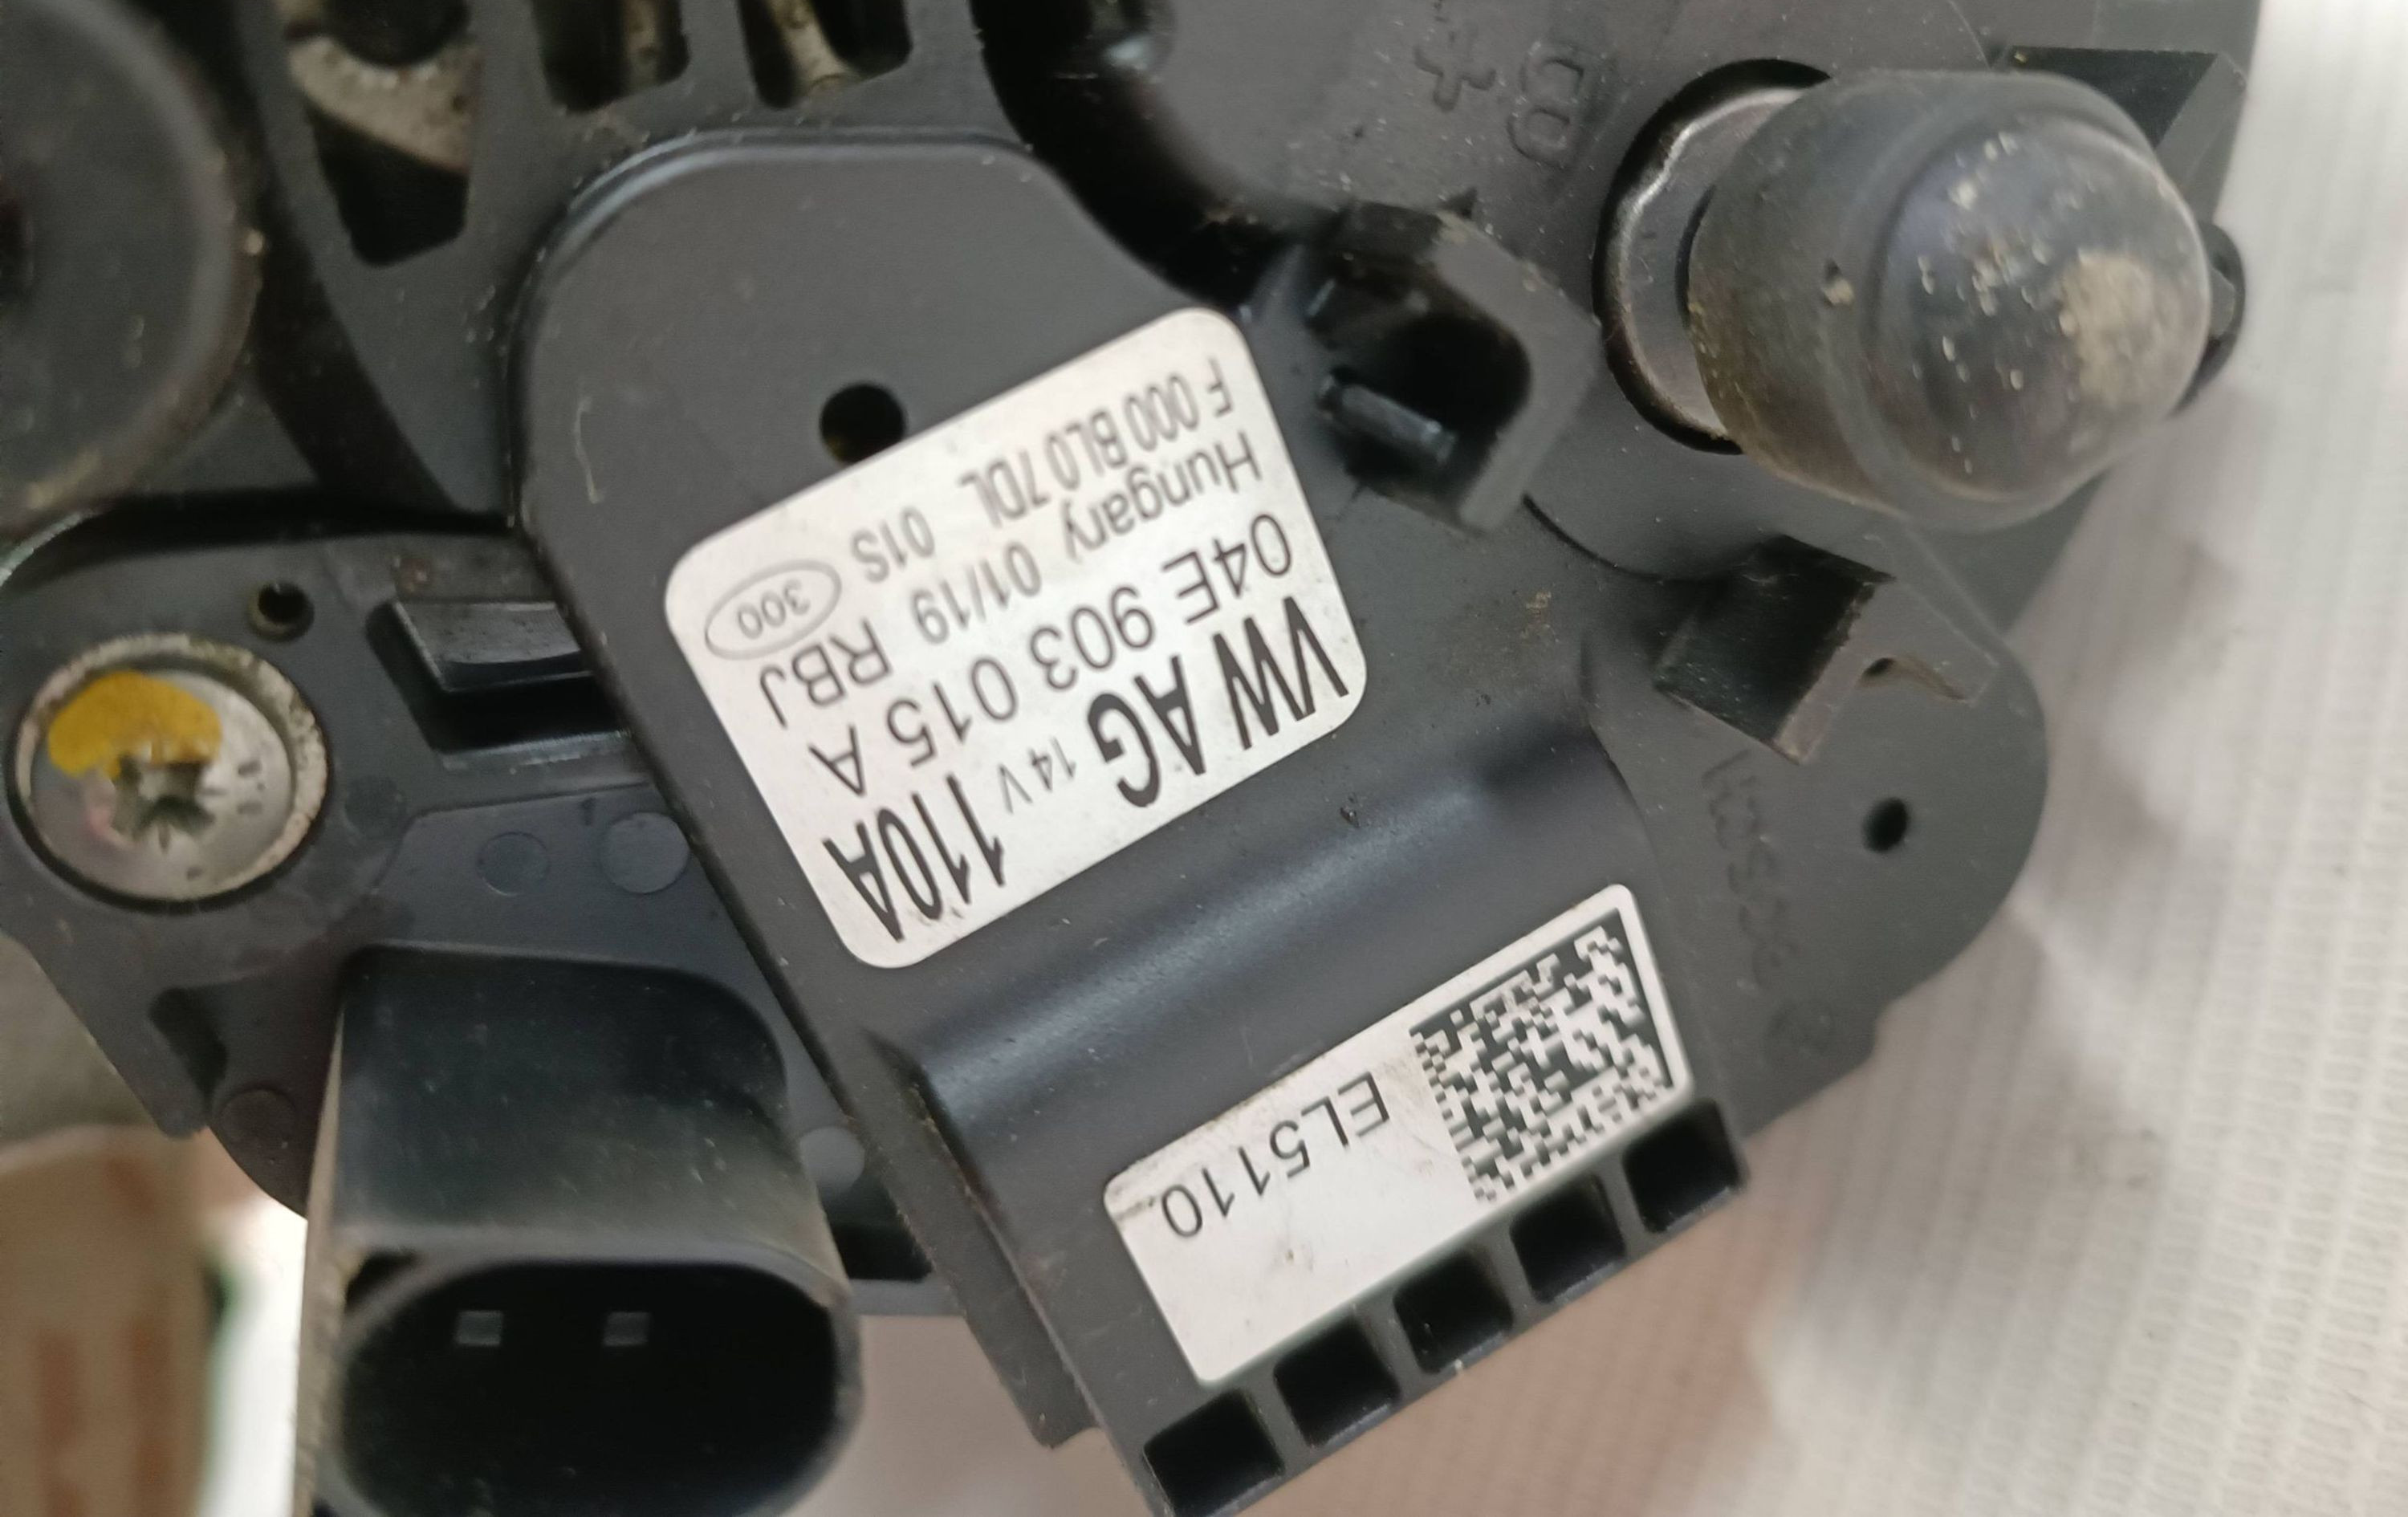 VW AG 14V 110A
04E 903 015 A
Hungary 01/19 RBJ
F 000 BL0 7DL 01S 300
EL5110